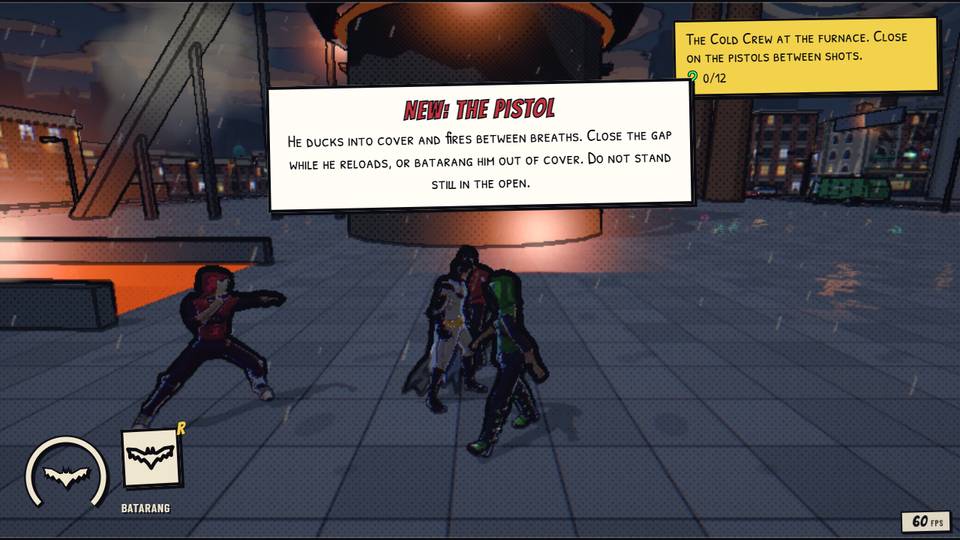 THE COLD CREW AT THE FURNACE. CLOSE
ON THE PISTOLS BETWEEN SHOTS.
? 0/12
NEW: THE PISTOL
HE DUCKS INTO COVER AND FIRES BETWEEN BREATHS. CLOSE THE GAP
WHILE HE RELOADS, OR BATARANG HIM OUT OF COVER. DO NOT STAND
STILL IN THE OPEN.
R
BATARANG
60 FPS